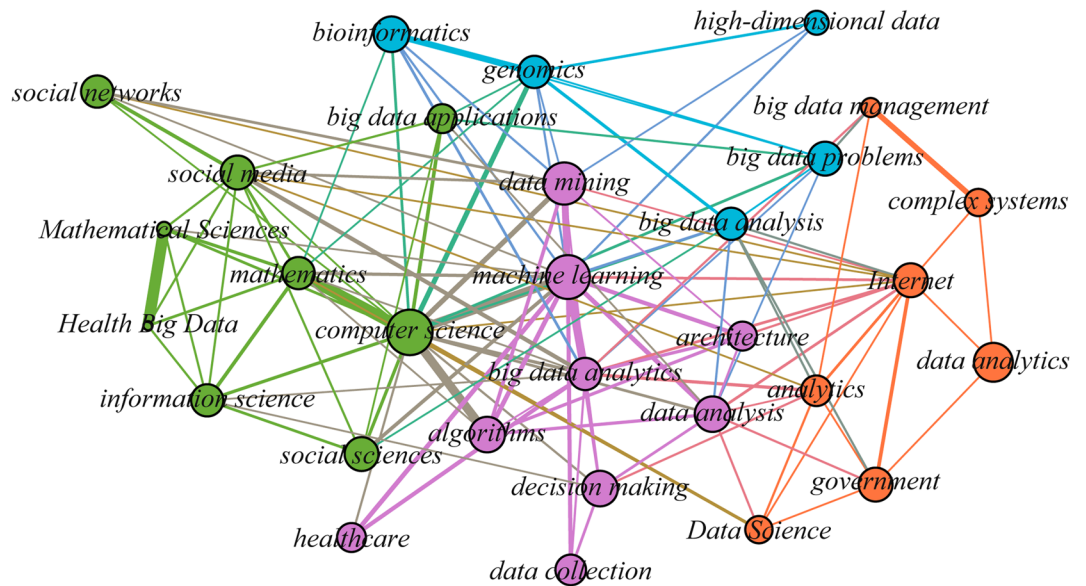 high-dimensional data
bioinformatics
genomics
social networks
big data management
big data applications
big data problems
social media
data mining
complex systems
big data analysis
Mathematical Sciences
mathematics
machine learning
Internet
Health Big Data
computer science
architecture
data analytics
big data analytics
analytics
information science
data analysis
algorithms
social sciences
decision making
government
Data Science
healthcare
data collection